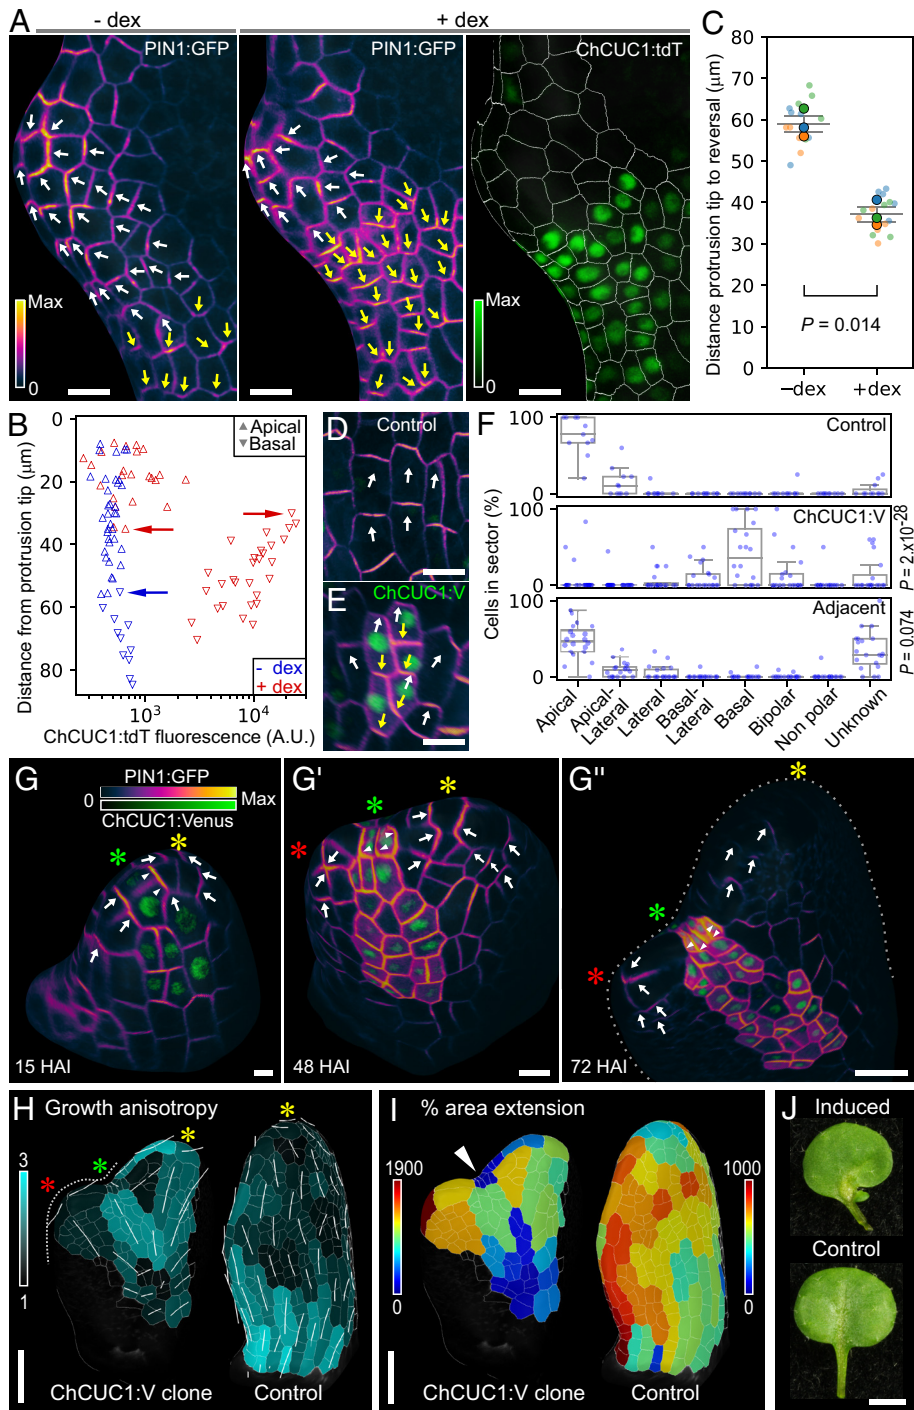 A
- dex
+ dex
PIN1:GFP
PIN1:GFP
ChCUC1:tdT
Max
0
Max
0
C
Distance protrusion tip to reversal (μm)
80
70
60
50
40
30
20
10
0
P = 0.014
−dex
+dex
B
Distance from protrusion tip (μm)
0
20
40
60
80
Apical
Basal
- dex
+ dex
10³
10⁴
ChCUC1:tdT fluorescence (A.U.)
D
Control
E
ChCUC1:V
F
Cells in sector (%)
100
0
Control
100
0
ChCUC1:V
P = 2.x10-28
100
0
Adjacent
P = 0.074
Apical
Apical-
Lateral
Lateral
Basal-
Lateral
Basal
Bipolar
Non polar
Unknown
G
PIN1:GFP
0
Max
ChCUC1:Venus
*
*
15 HAI
G'
*
*
*
48 HAI
G"
*
*
*
72 HAI
H
Growth anisotropy
3
1
*
*
*
*
ChCUC1:V clone
Control
I
% area extension
1900
0
1000
0
ChCUC1:V clone
Control
J
Induced
Control